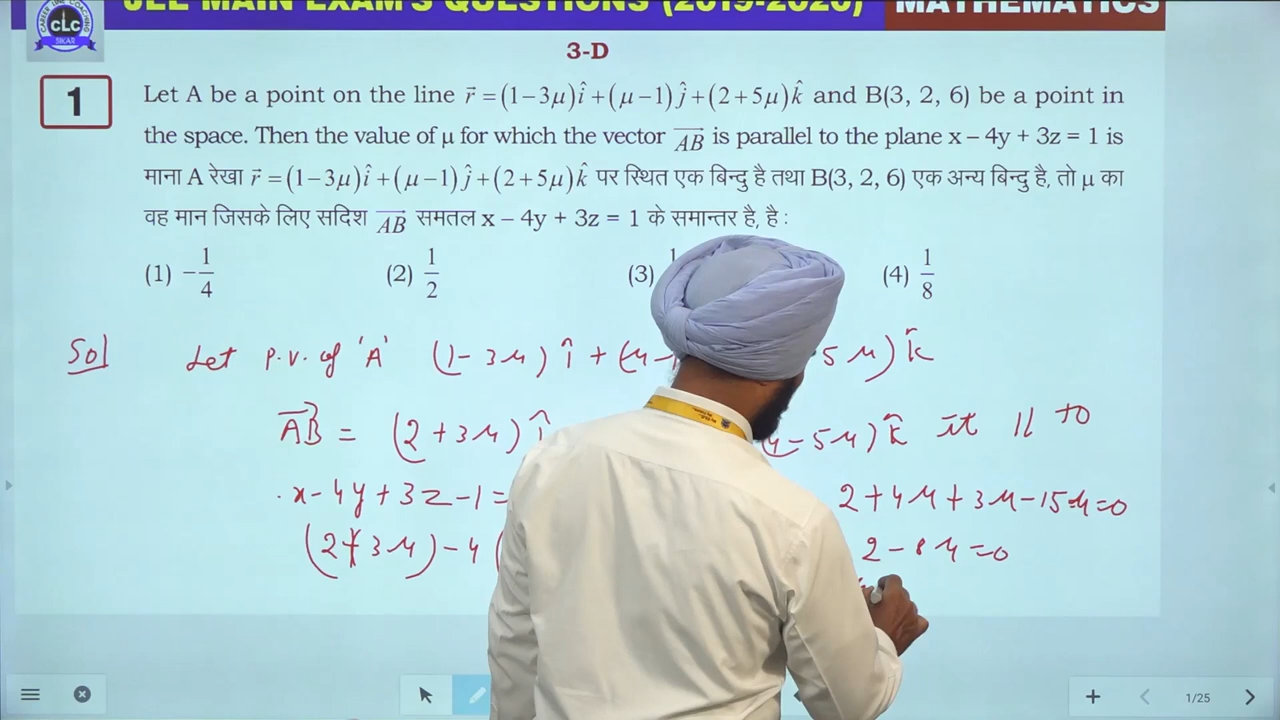 JEE MAIN EXAM'S QUESTIONS (2019-2020) MATHEMATICS
CAREER LINE COACHING
CLC
SIKAR
3-D
1
Let A be a point on the line r⃗ = (1−3μ)î + (μ−1)ĵ + (2+5μ)k̂ and B(3, 2, 6) be a point in
the space. Then the value of μ for which the vector A͞B⃗ is parallel to the plane x – 4y + 3z = 1 is
माना A रेखा r⃗ = (1−3μ)î + (μ−1)ĵ + (2+5μ)k̂ पर स्थित एक बिन्दु है तथा B(3, 2, 6) एक अन्य बिन्दु है, तो μ का
वह मान जिसके लिए सदिश AB⃗ समतल x – 4y + 3z = 1 के समान्तर है, है :
(1) −1/4 (2) 1/2 (3) (4) 1/8
Sol Let P.V. of 'A' (1-3μ)î + (μ- 5μ)k̂
AB⃗ = (2+3μ)î -5μ)k̂ it || to
x-4y+3z-1= 2+4μ+3μ-15μ=0
(2+3μ)-4( 2-8μ=0
1/25